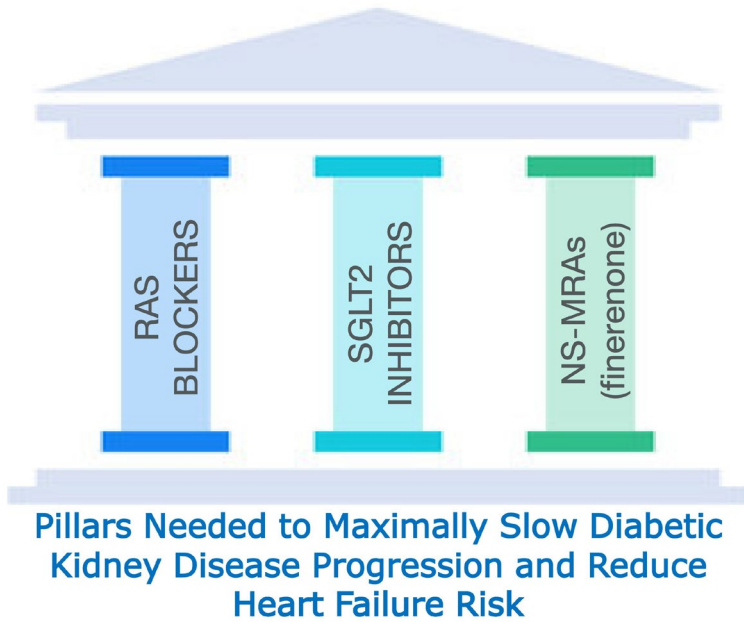 RAS
BLOCKERS
SGLT2
INHIBITORS
NS-MRAs
(finerenone)
Pillars Needed to Maximally Slow Diabetic
Kidney Disease Progression and Reduce
Heart Failure Risk